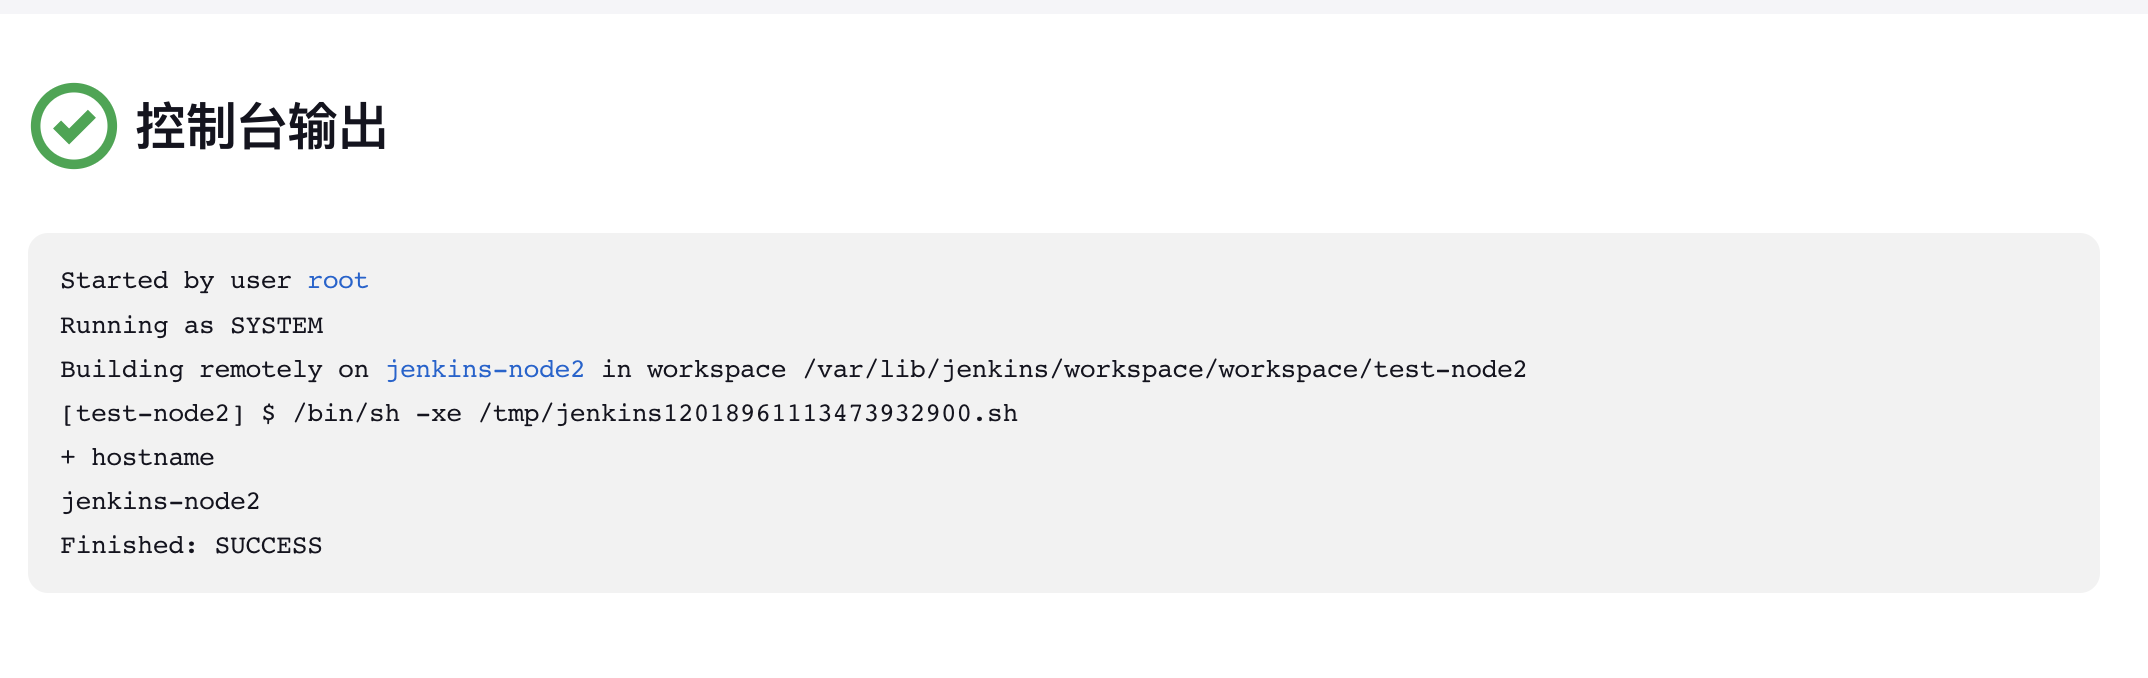 控制台输出
Started by user root
Running as SYSTEM
Building remotely on jenkins-node2 in workspace /var/lib/jenkins/workspace/workspace/test-node2
[test-node2] $ /bin/sh -xe /tmp/jenkins12018961113473932900.sh
+ hostname
jenkins-node2
Finished: SUCCESS